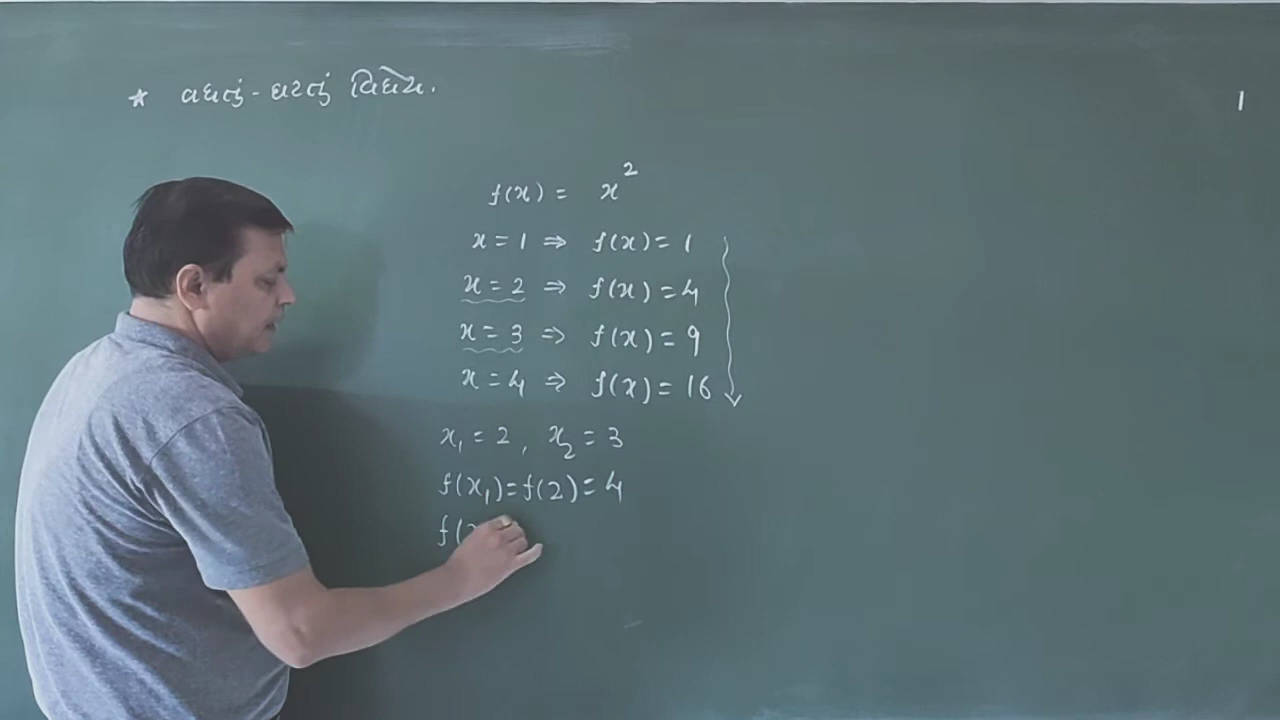 * વધતું - ઘટતું વિધેય.
1
f(x) = x²
x = 1 ⇒ f(x) = 1
x = 2 ⇒ f(x) = 4
x = 3 ⇒ f(x) = 9
x = 4 ⇒ f(x) = 16
x₁ = 2 , x₂ = 3
f(x₁) = f(2) = 4
f(x